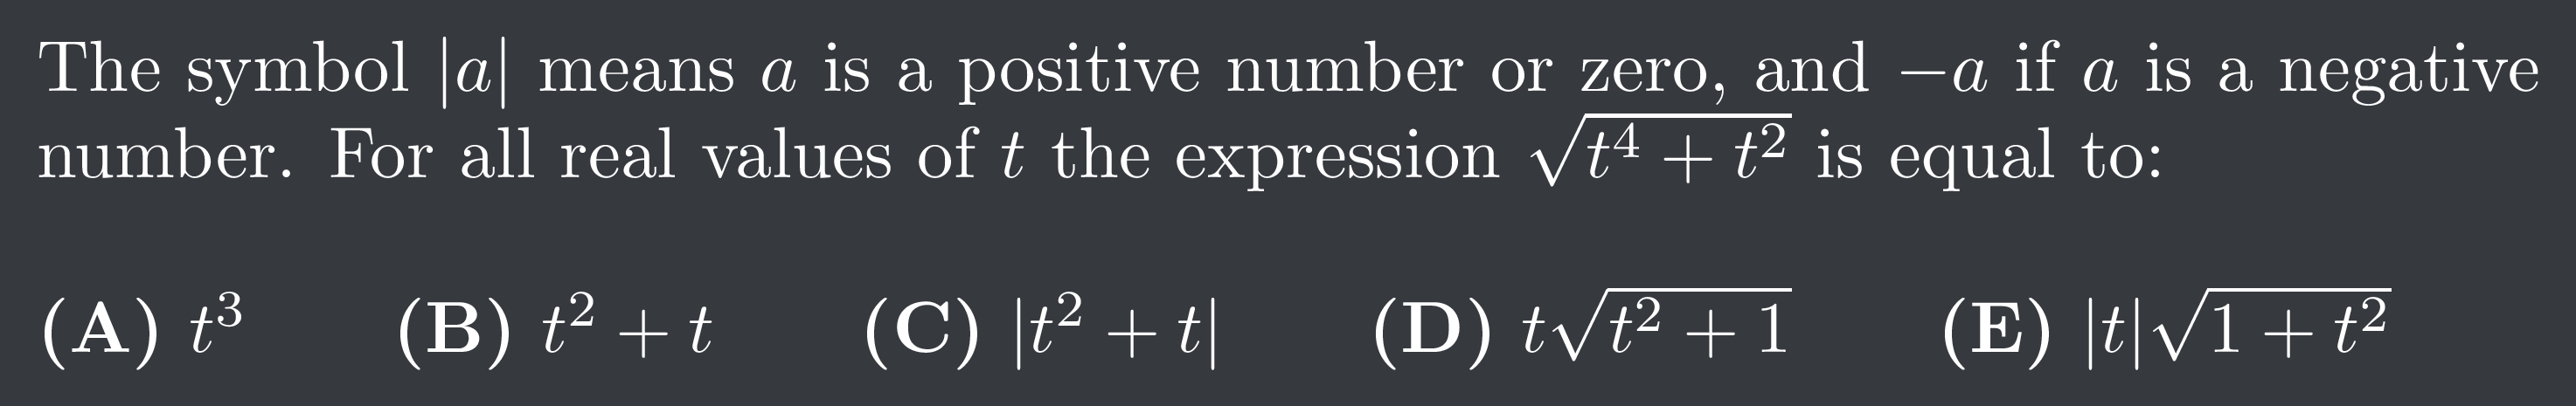 The symbol |a| means a is a positive number or zero, and −a if a is a negative
number. For all real values of t the expression √(t⁴ + t²) is equal to:
(A) t³ (B) t² + t (C) |t² + t| (D) t√(t² + 1) (E) |t|√(1 + t²)